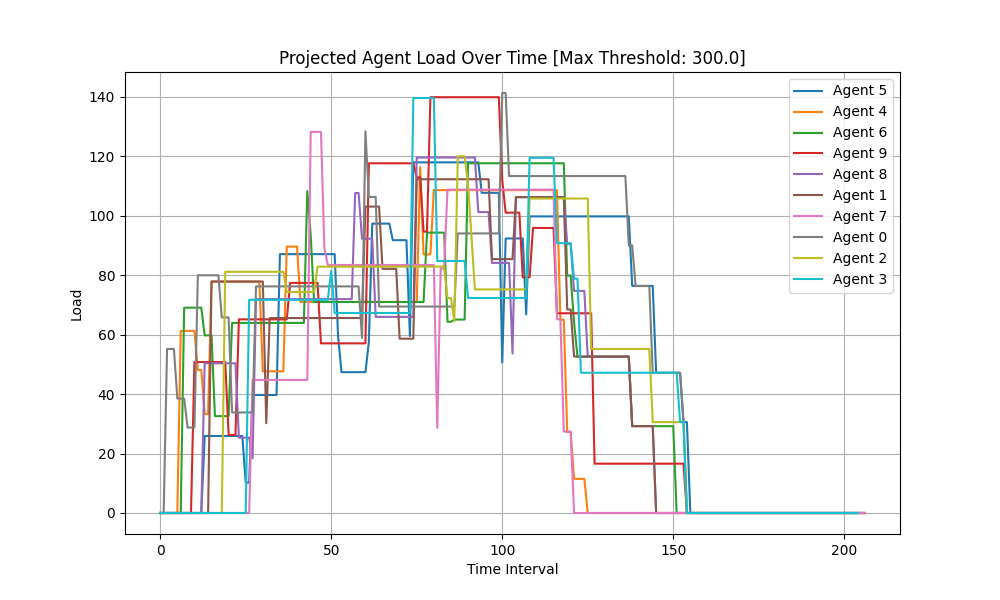 Projected Agent Load Over Time [Max Threshold: 300.0]
Load
140
120
100
80
60
40
20
0
0
50
100
150
200
Time Interval
Agent 5
Agent 4
Agent 6
Agent 9
Agent 8
Agent 1
Agent 7
Agent 0
Agent 2
Agent 3